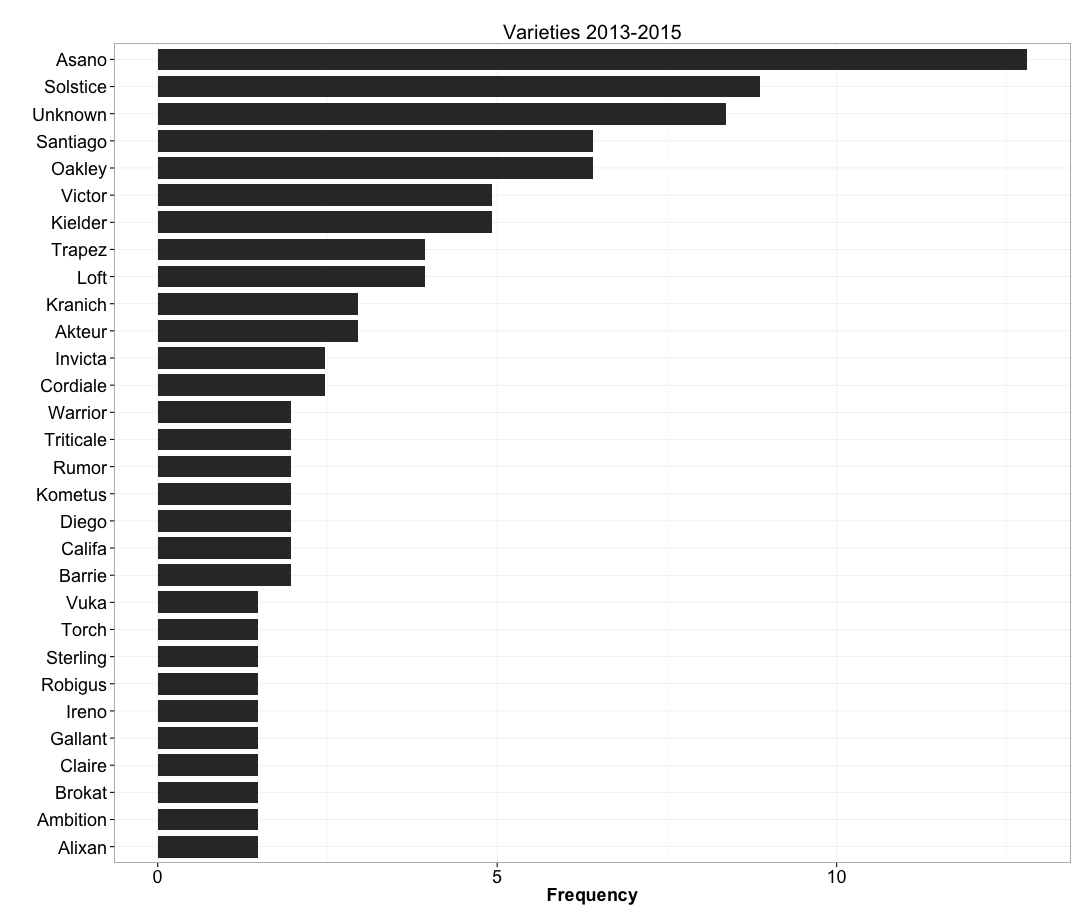 Varieties 2013-2015
Asano
Solstice
Unknown
Santiago
Oakley
Victor
Kielder
Trapez
Loft
Kranich
Akteur
Invicta
Cordiale
Warrior
Triticale
Rumor
Kometus
Diego
Califa
Barrie
Vuka
Torch
Sterling
Robigus
Ireno
Gallant
Claire
Brokat
Ambition
Alixan
0 5 10
Frequency